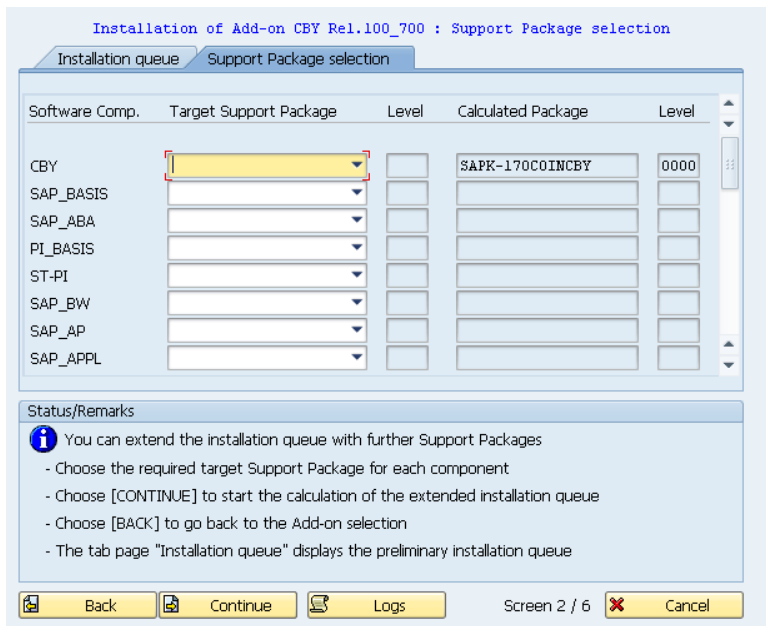 Installation of Add-on CBY Rel.100_700 : Support Package selection
Installation queue Support Package selection
Software Comp. Target Support Package Level Calculated Package Level
CBY SAPK-170COINCBY 0000
SAP_BASIS
SAP_ABA
PI_BASIS
ST-PI
SAP_BW
SAP_AP
SAP_APPL
Status/Remarks
You can extend the installation queue with further Support Packages
- Choose the required target Support Package for each component
- Choose [CONTINUE] to start the calculation of the extended installation queue
- Choose [BACK] to go back to the Add-on selection
- The tab page "Installation queue" displays the preliminary installation queue
Back Continue Logs Screen 2 / 6 Cancel